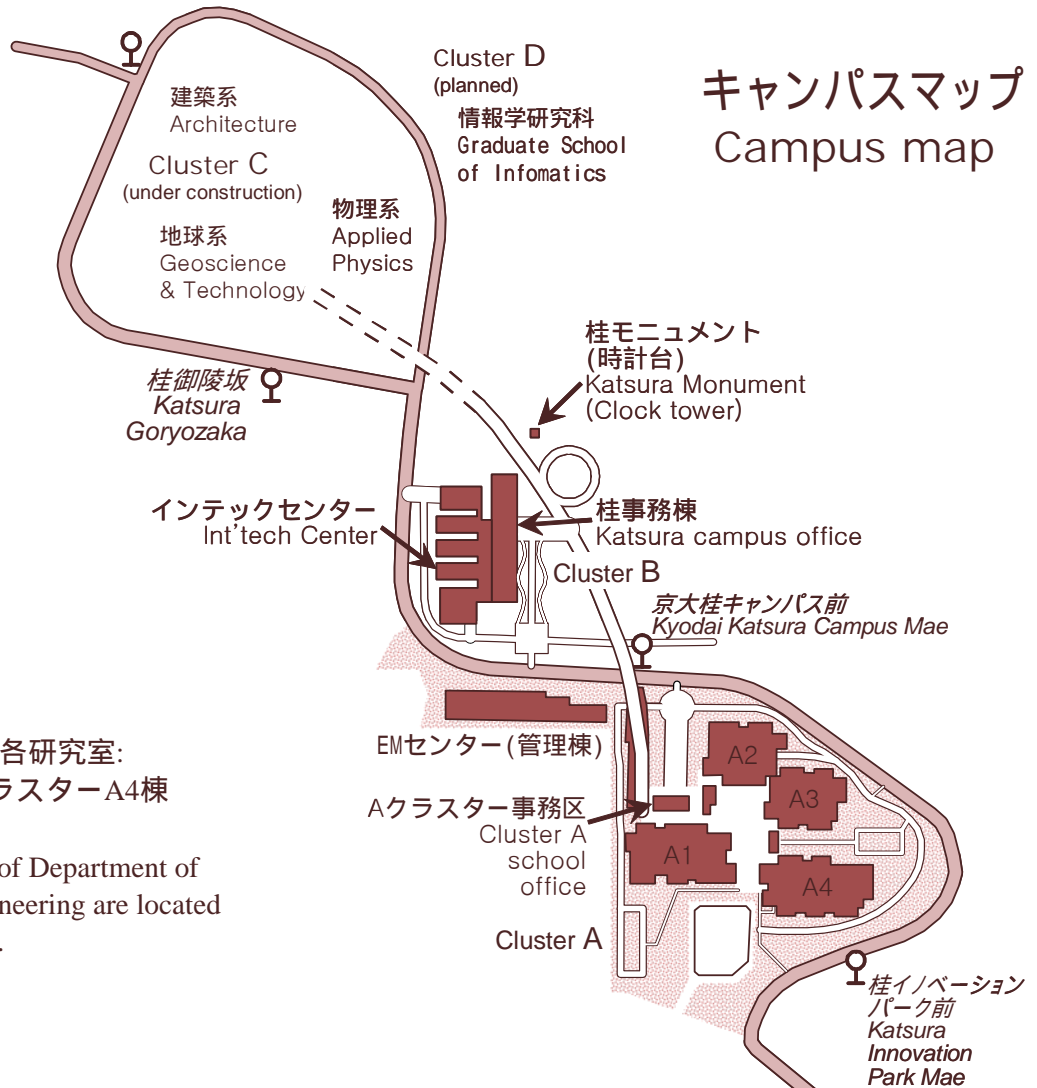 キャンパスマップ
Campus map
Cluster D
(planned)
情報学研究科
Graduate School
of Infomatics
建築系
Architecture
Cluster C
(under construction)
物理系
Applied
Physics
地球系
Geoscience
& Technology
桂モニュメント
(時計台)
Katsura Monument
(Clock tower)
桂御陵坂
Katsura
Goryozaka
インテックセンター
Int'tech Center
桂事務棟
Katsura campus office
Cluster B
京大桂キャンパス前
Kyodai Katsura Campus Mae
EMセンター(管理棟)
各研究室:
ラスターA4棟
of Department of
ineering are located
.
Aクラスター事務区
Cluster A
school
office
A2
A3
A1
A4
Cluster A
桂イノベーション
パーク前
Katsura
Innovation
Park Mae